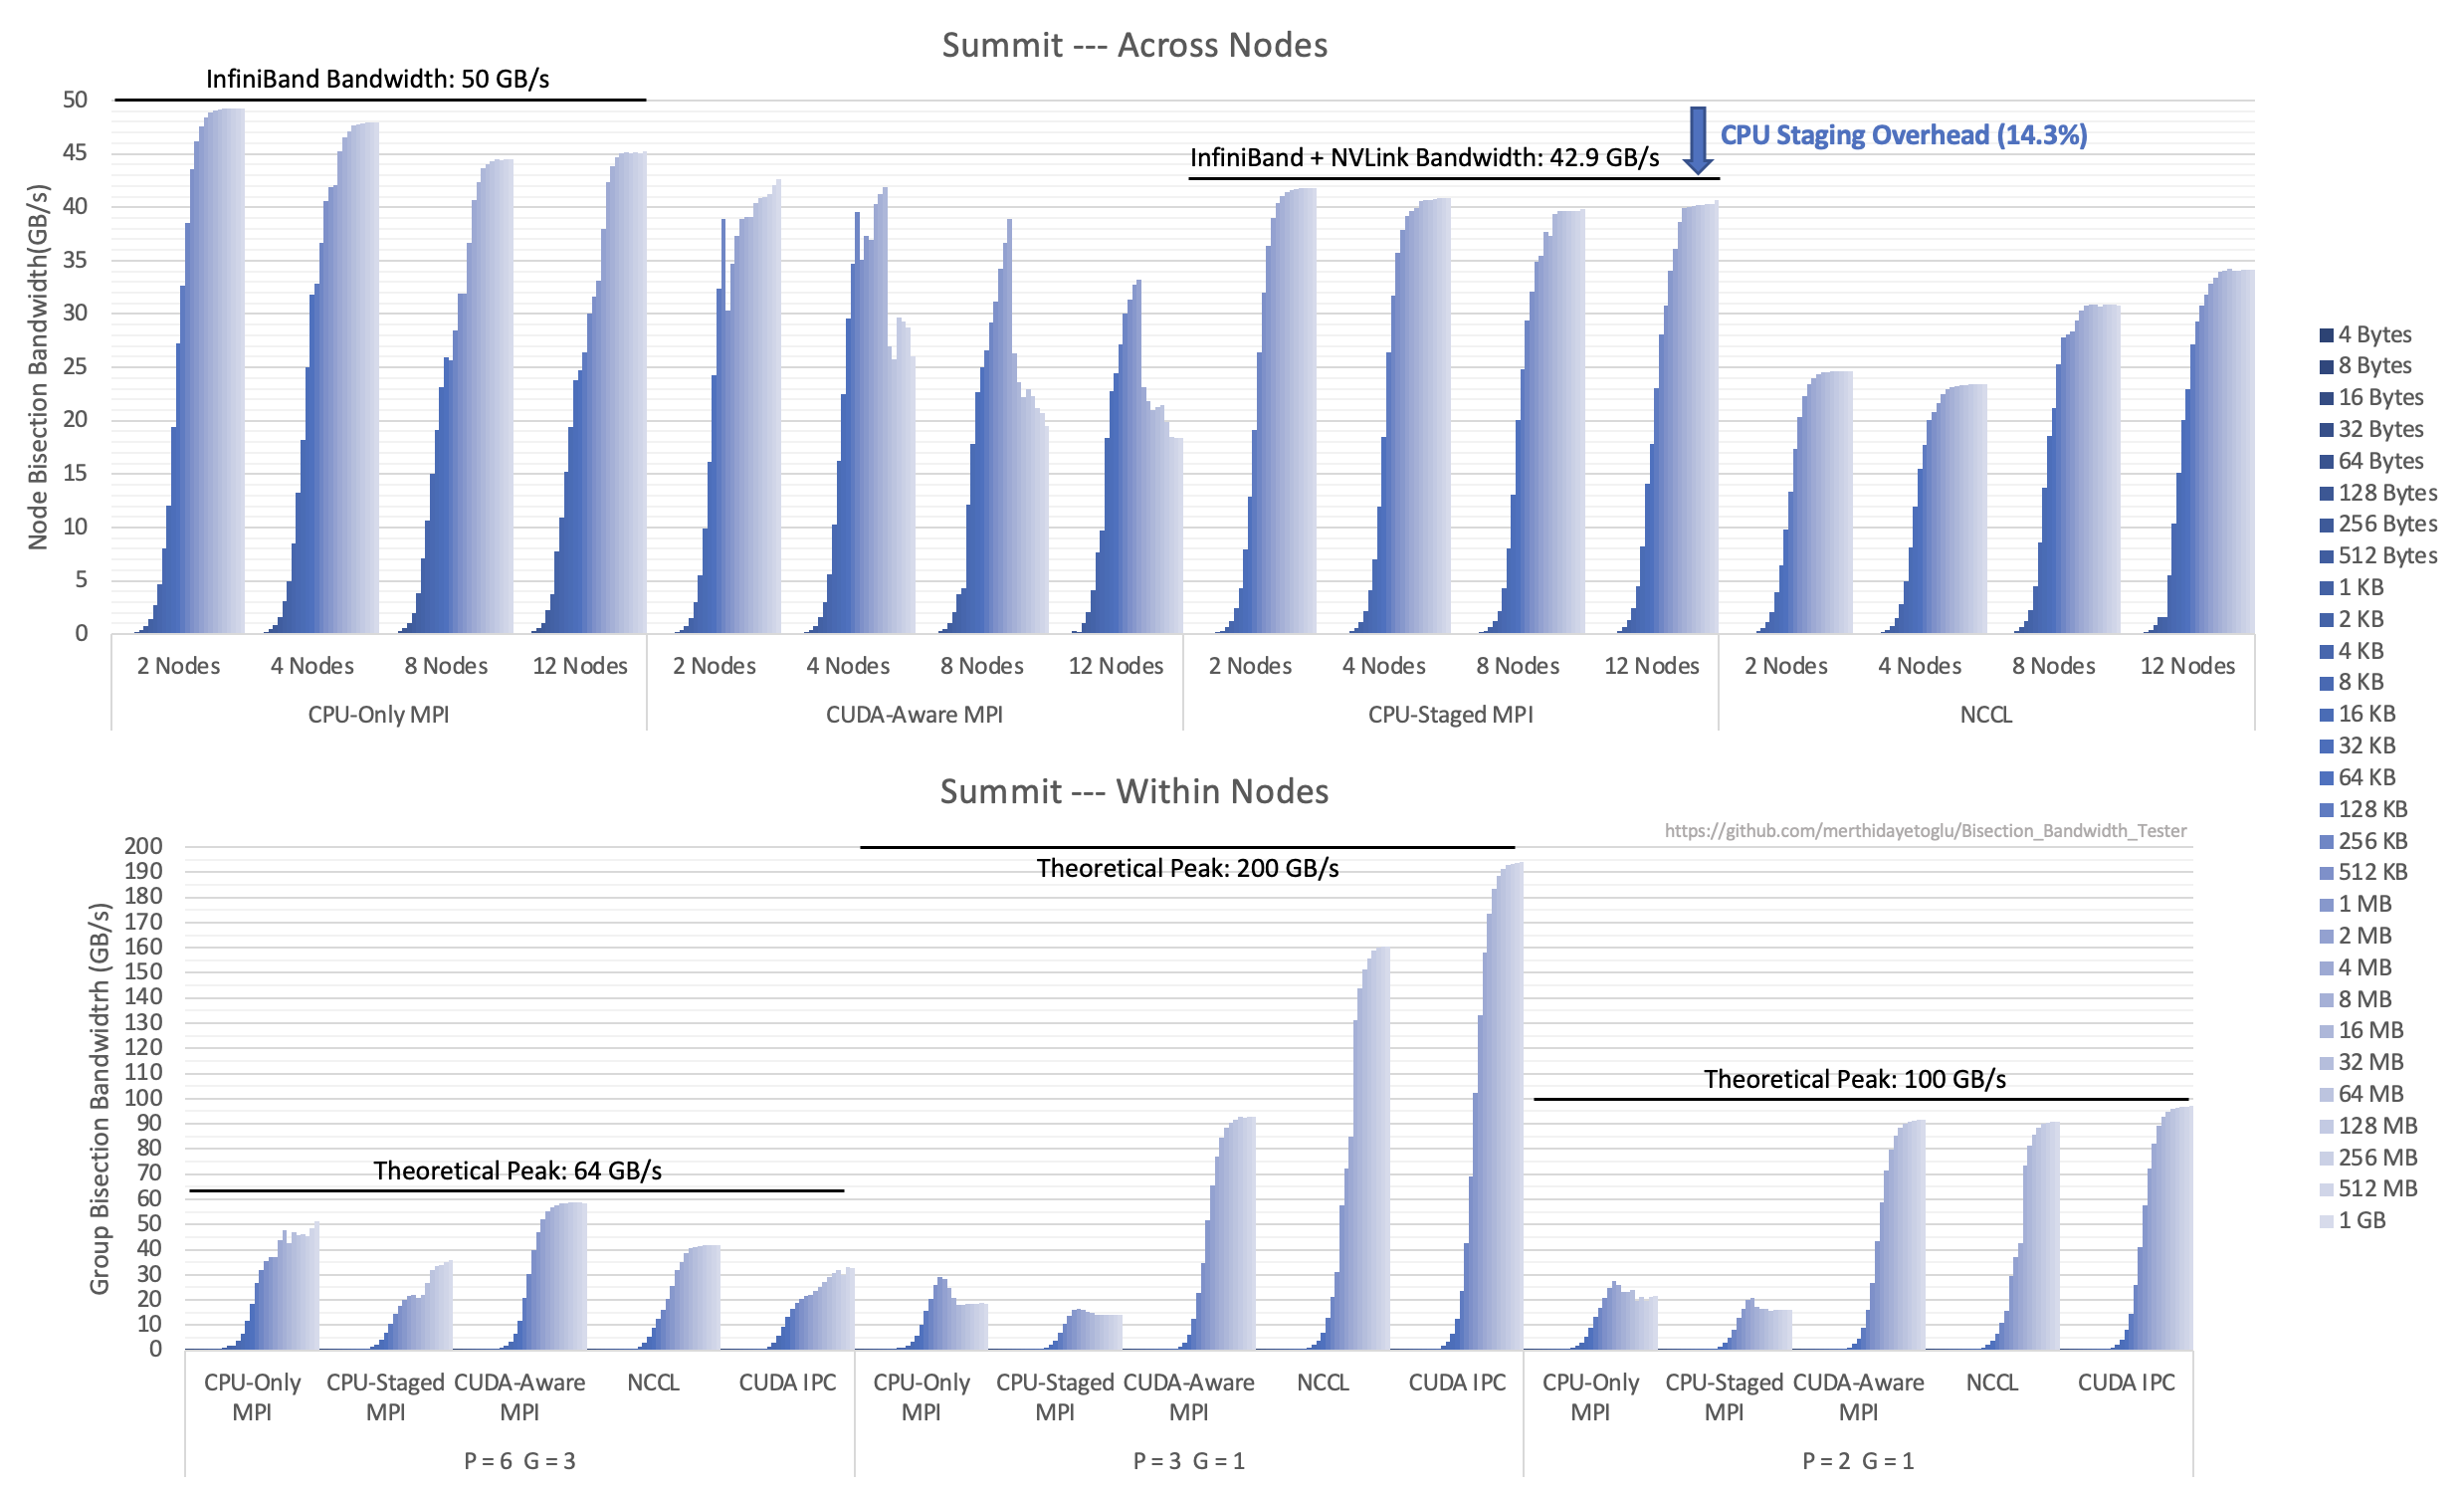 Summit --- Across Nodes
InfiniBand Bandwidth: 50 GB/s
CPU Staging Overhead (14.3%)
InfiniBand + NVLink Bandwidth: 42.9 GB/s
Node Bisection Bandwidth(GB/s)
50
45
40
35
30
25
20
15
10
5
0
2 Nodes 4 Nodes 8 Nodes 12 Nodes 2 Nodes 4 Nodes 8 Nodes 12 Nodes 2 Nodes 4 Nodes 8 Nodes 12 Nodes 2 Nodes 4 Nodes 8 Nodes 12 Nodes
CPU-Only MPI CUDA-Aware MPI CPU-Staged MPI NCCL
4 Bytes
8 Bytes
16 Bytes
32 Bytes
64 Bytes
128 Bytes
256 Bytes
512 Bytes
1 KB
2 KB
4 KB
8 KB
16 KB
32 KB
64 KB
128 KB
256 KB
512 KB
1 MB
2 MB
4 MB
8 MB
16 MB
32 MB
64 MB
128 MB
256 MB
512 MB
1 GB
Summit --- Within Nodes
https://github.com/merthidayetoglu/Bisection_Bandwidth_Tester
Theoretical Peak: 200 GB/s
Theoretical Peak: 100 GB/s
Theoretical Peak: 64 GB/s
Group Bisection Bandwidtrh (GB/s)
200
190
180
170
160
150
140
130
120
110
100
90
80
70
60
50
40
30
20
10
0
CPU-Only CPU-Staged CUDA-Aware NCCL CUDA IPC CPU-Only CPU-Staged CUDA-Aware NCCL CUDA IPC CPU-Only CPU-Staged CUDA-Aware NCCL CUDA IPC
MPI MPI MPI MPI MPI MPI MPI MPI MPI
P = 6 G = 3 P = 3 G = 1 P = 2 G = 1